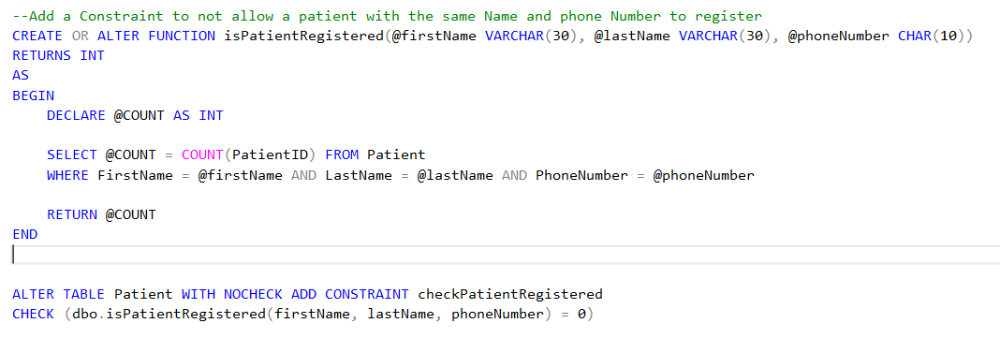 --Add a Constraint to not allow a patient with the same Name and phone Number to register
CREATE OR ALTER FUNCTION isPatientRegistered(@firstName VARCHAR(30), @lastName VARCHAR(30), @phoneNumber CHAR(10))
RETURNS INT
AS
BEGIN
    DECLARE @COUNT AS INT
    SELECT @COUNT = COUNT(PatientID) FROM Patient
    WHERE FirstName = @firstName AND LastName = @lastName AND PhoneNumber = @phoneNumber
    RETURN @COUNT
END
ALTER TABLE Patient WITH NOCHECK ADD CONSTRAINT checkPatientRegistered
CHECK (dbo.isPatientRegistered(firstName, lastName, phoneNumber) = 0)